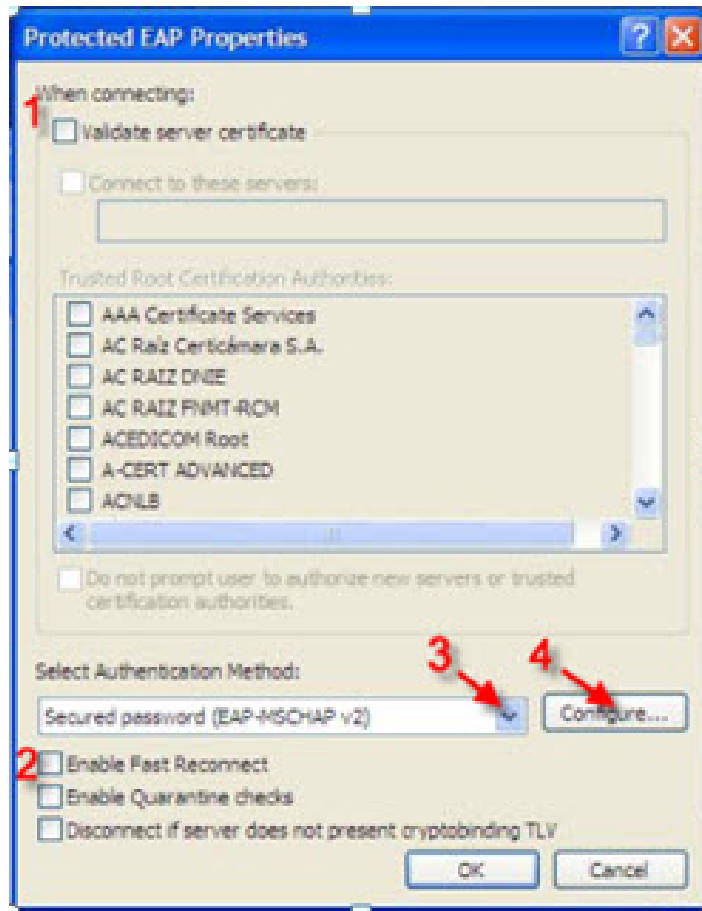 Protected EAP Properties
When connecting:
1
Validate server certificate
Connect to these servers:
Trusted Root Certification Authorities:
AAA Certificate Services
AC Raíz Certicámara S.A.
AC RAIZ DNIE
AC RAIZ FNMT-RCM
ACEDICOM Root
A-CERT ADVANCED
ACNLB
Do not prompt user to authorize new servers or trusted
certification authorities.
3 4
Select Authentication Method:
Secured password (EAP-MSCHAP v2) Configure...
2 Enable Fast Reconnect
Enable Quarantine checks
Disconnect if server does not present cryptobinding TLV
OK Cancel